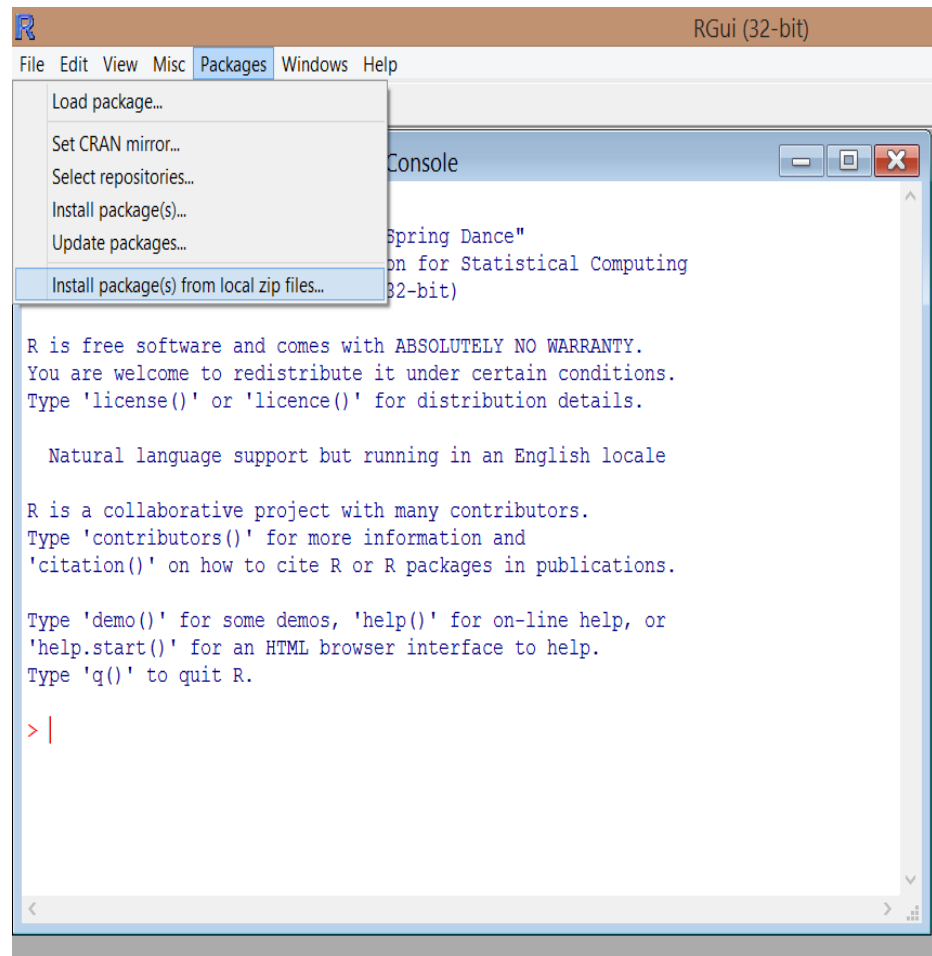 R
RGui (32-bit)
File Edit View Misc Packages Windows Help
Load package...
Set CRAN mirror...
Select repositories...
Install package(s)...
Update packages...
Install package(s) from local zip files...
Console
Spring Dance"
on for Statistical Computing
32-bit)
R is free software and comes with ABSOLUTELY NO WARRANTY.
You are welcome to redistribute it under certain conditions.
Type 'license()' or 'licence()' for distribution details.
Natural language support but running in an English locale
R is a collaborative project with many contributors.
Type 'contributors()' for more information and
'citation()' on how to cite R or R packages in publications.
Type 'demo()' for some demos, 'help()' for on-line help, or
'help.start()' for an HTML browser interface to help.
Type 'q()' to quit R.
>